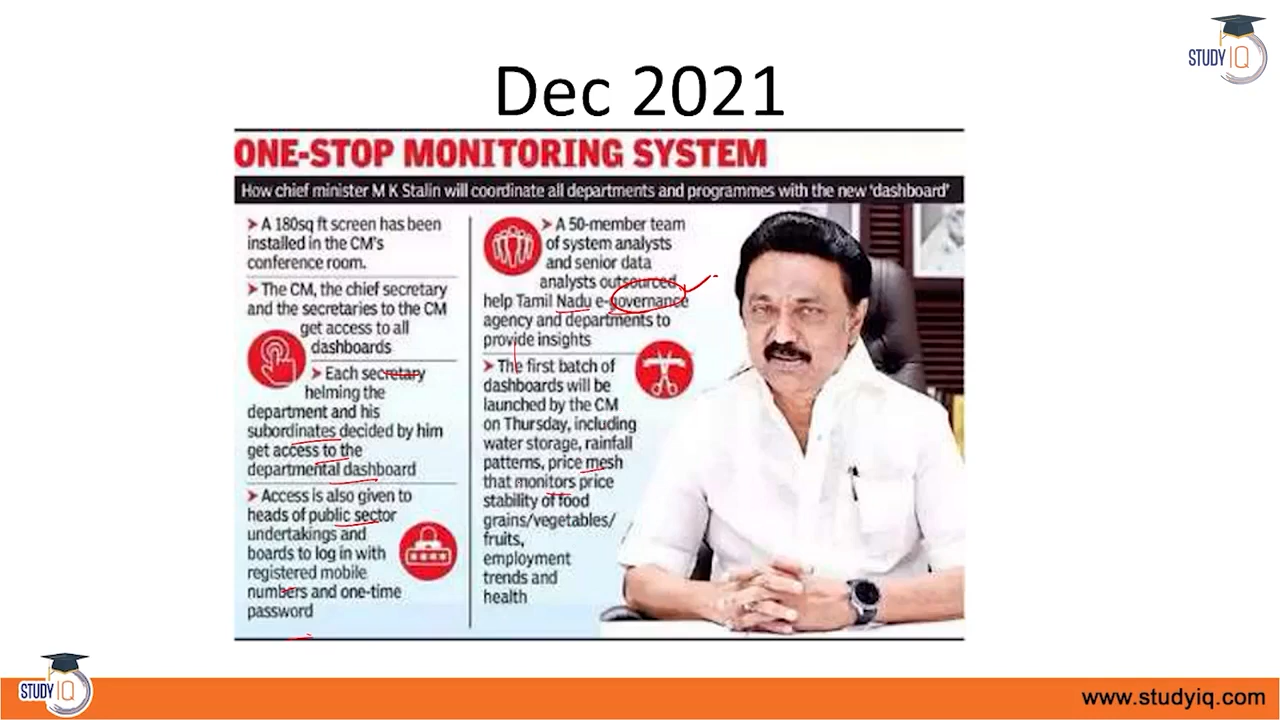 STUDY IQ
Dec 2021
ONE-STOP MONITORING SYSTEM
How chief minister M K Stalin will coordinate all departments and programmes with the new 'dashboard'
➤ A 180sq ft screen has been
installed in the CM's
conference room.
➤ The CM, the chief secretary
and the secretaries to the CM
get access to all
dashboards
➤ Each secretary
helming the
department and his
subordinates decided by him
get access to the
departmental dashboard
➤ Access is also given to
heads of public sector
undertakings and
boards to log in with
registered mobile
numbers and one-time
password
➤ A 50-member team
of system analysts
and senior data
analysts outsourced
help Tamil Nadu e-governance
agency and departments to
provide insights
➤ The first batch of
dashboards will be
launched by the CM
on Thursday, including
water storage, rainfall
patterns, price mesh
that monitors price
stability of food
grains/vegetables/
fruits,
employment
trends and
health
STUDY IQ
www.studyiq.com